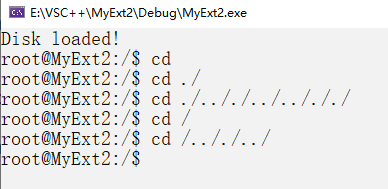 E:\VSC++\MyExt2\Debug\MyExt2.exe
Disk loaded!
root@MyExt2:/$ cd
root@MyExt2:/$ cd ./
root@MyExt2:/$ cd ./.././../.././
root@MyExt2:/$ cd /
root@MyExt2:/$ cd /.././../
root@MyExt2:/$